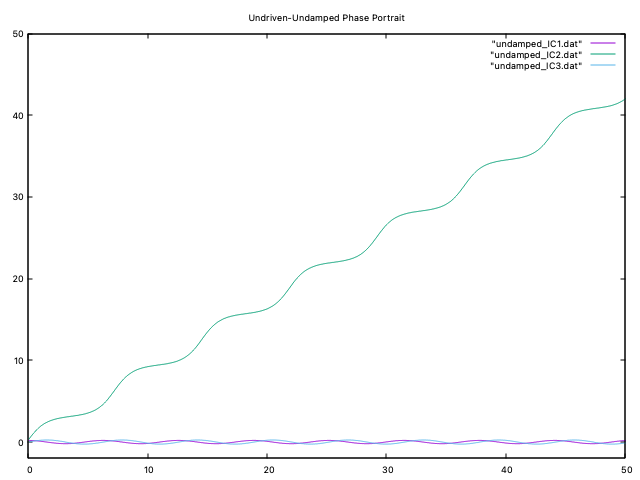 Undriven-Undamped Phase Portrait
"undamped_IC1.dat"
"undamped_IC2.dat"
"undamped_IC3.dat"
50
40
30
20
10
0
0 10 20 30 40 50